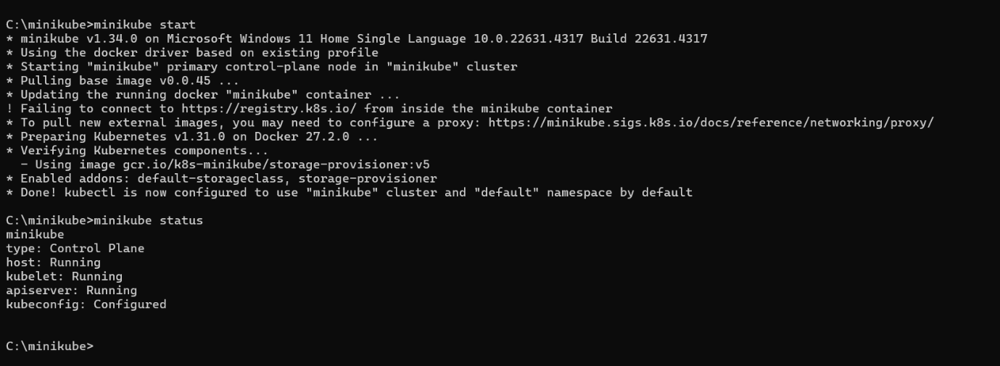 C:\minikube>minikube start
* minikube v1.34.0 on Microsoft Windows 11 Home Single Language 10.0.22631.4317 Build 22631.4317
* Using the docker driver based on existing profile
* Starting "minikube" primary control-plane node in "minikube" cluster
* Pulling base image v0.0.45 ...
* Updating the running docker "minikube" container ...
! Failing to connect to https://registry.k8s.io/ from inside the minikube container
* To pull new external images, you may need to configure a proxy: https://minikube.sigs.k8s.io/docs/reference/networking/proxy/
* Preparing Kubernetes v1.31.0 on Docker 27.2.0 ...
* Verifying Kubernetes components...
  - Using image gcr.io/k8s-minikube/storage-provisioner:v5
* Enabled addons: default-storageclass, storage-provisioner
* Done! kubectl is now configured to use "minikube" cluster and "default" namespace by default
C:\minikube>minikube status
minikube
type: Control Plane
host: Running
kubelet: Running
apiserver: Running
kubeconfig: Configured
C:\minikube>